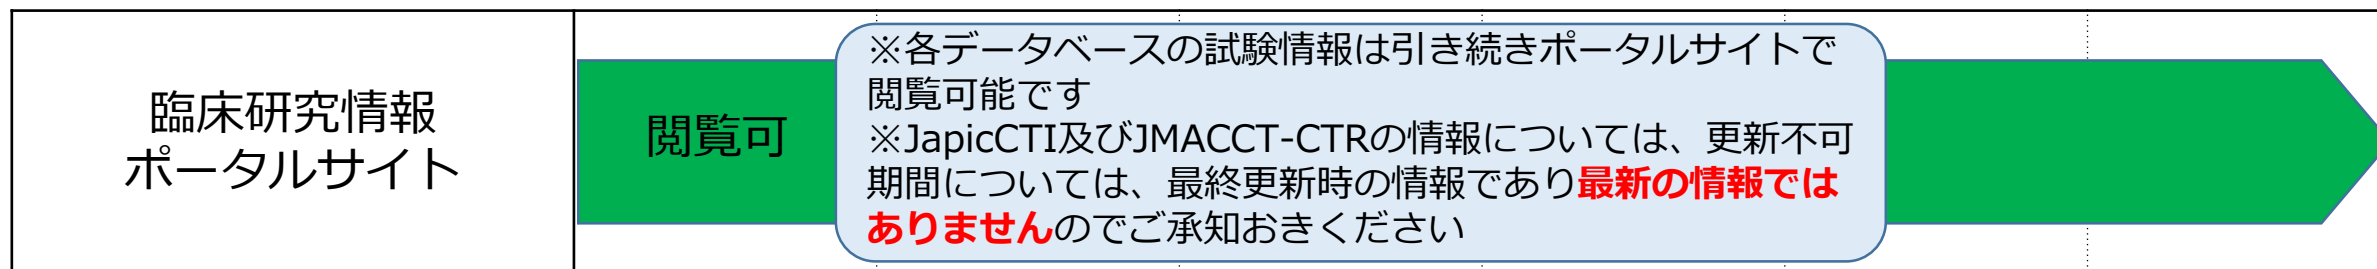 臨床研究情報
ポータルサイト
閲覧可
※各データベースの試験情報は引き続きポータルサイトで
閲覧可能です
※JapicCTI及びJMACCT-CTRの情報については、更新不可
期間については、最終更新時の情報であり最新の情報では
ありませんのでご承知おきください